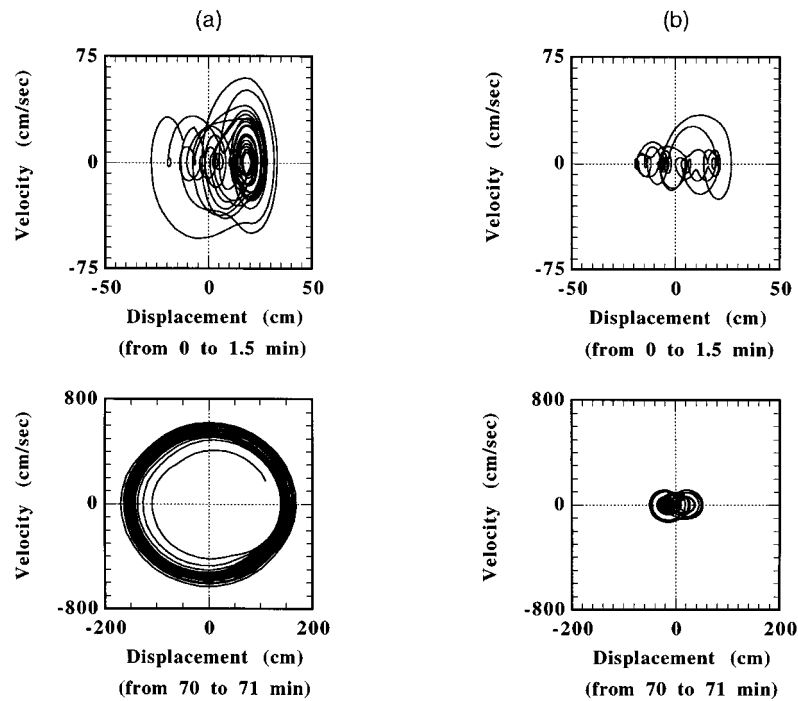 (a)
75
0
-75
-50
0
50
Velocity (cm/sec)
Displacement (cm)
(from 0 to 1.5 min)
(b)
75
0
-75
-50
0
50
Velocity (cm/sec)
Displacement (cm)
(from 0 to 1.5 min)
800
0
-800
-200
0
200
Velocity (cm/sec)
Displacement (cm)
(from 70 to 71 min)
800
0
-800
-200
0
200
Velocity (cm/sec)
Displacement (cm)
(from 70 to 71 min)